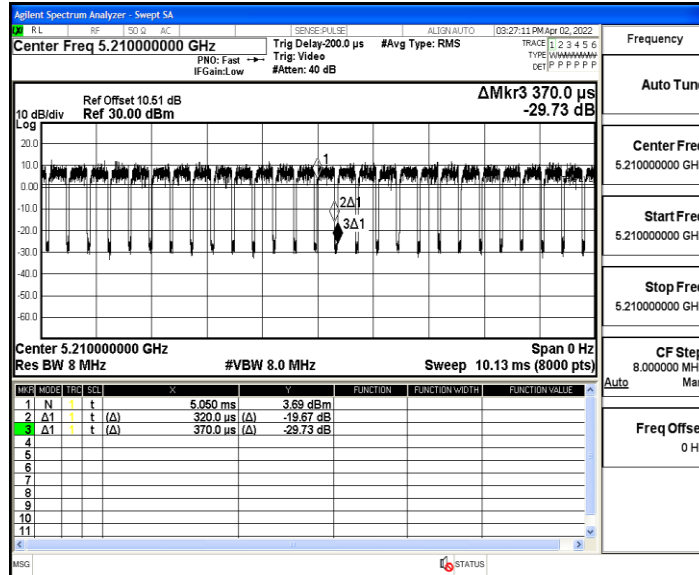 Agilent Spectrum Analyzer - Swept SA
RL RF 50 Ω AC SENSE:PULSE ALIGN AUTO 03:27:11 PM Apr 02, 2022
Center Freq 5.210000000 GHz
PNO: Fast
IFGain:Low
Trig Delay-200.0 µs
Trig: Video
#Atten: 40 dB
#Avg Type: RMS
TRACE 1 2 3 4 5 6
TYPE
DET P P P P P P
Frequency
10 dB/div
Log
Ref Offset 10.51 dB
Ref 30.00 dBm
ΔMkr3 370.0 µs
-29.73 dB
20.0
10.0
0.00
-10.0
-20.0
-30.0
-40.0
-50.0
-60.0
1
2Δ1
3Δ1
Center 5.210000000 GHz Span 0 Hz
Res BW 8 MHz #VBW 8.0 MHz Sweep 10.13 ms (8000 pts)
MKR MODE TRC SCL X Y FUNCTION FUNCTION WIDTH FUNCTION VALUE
1 N 1 t 5.050 ms 3.69 dBm
2 Δ1 1 t (Δ) 320.0 µs (Δ) -19.67 dB
3 Δ1 1 t (Δ) 370.0 µs (Δ) -29.73 dB
4
5
6
7
8
9
10
11
MSG STATUS
Auto Tun
Center Fre
5.210000000 GH
Start Fre
5.210000000 GH
Stop Fre
5.210000000 GH
CF Step
8.000000 MH
Auto Ma
Freq Offse
0 H